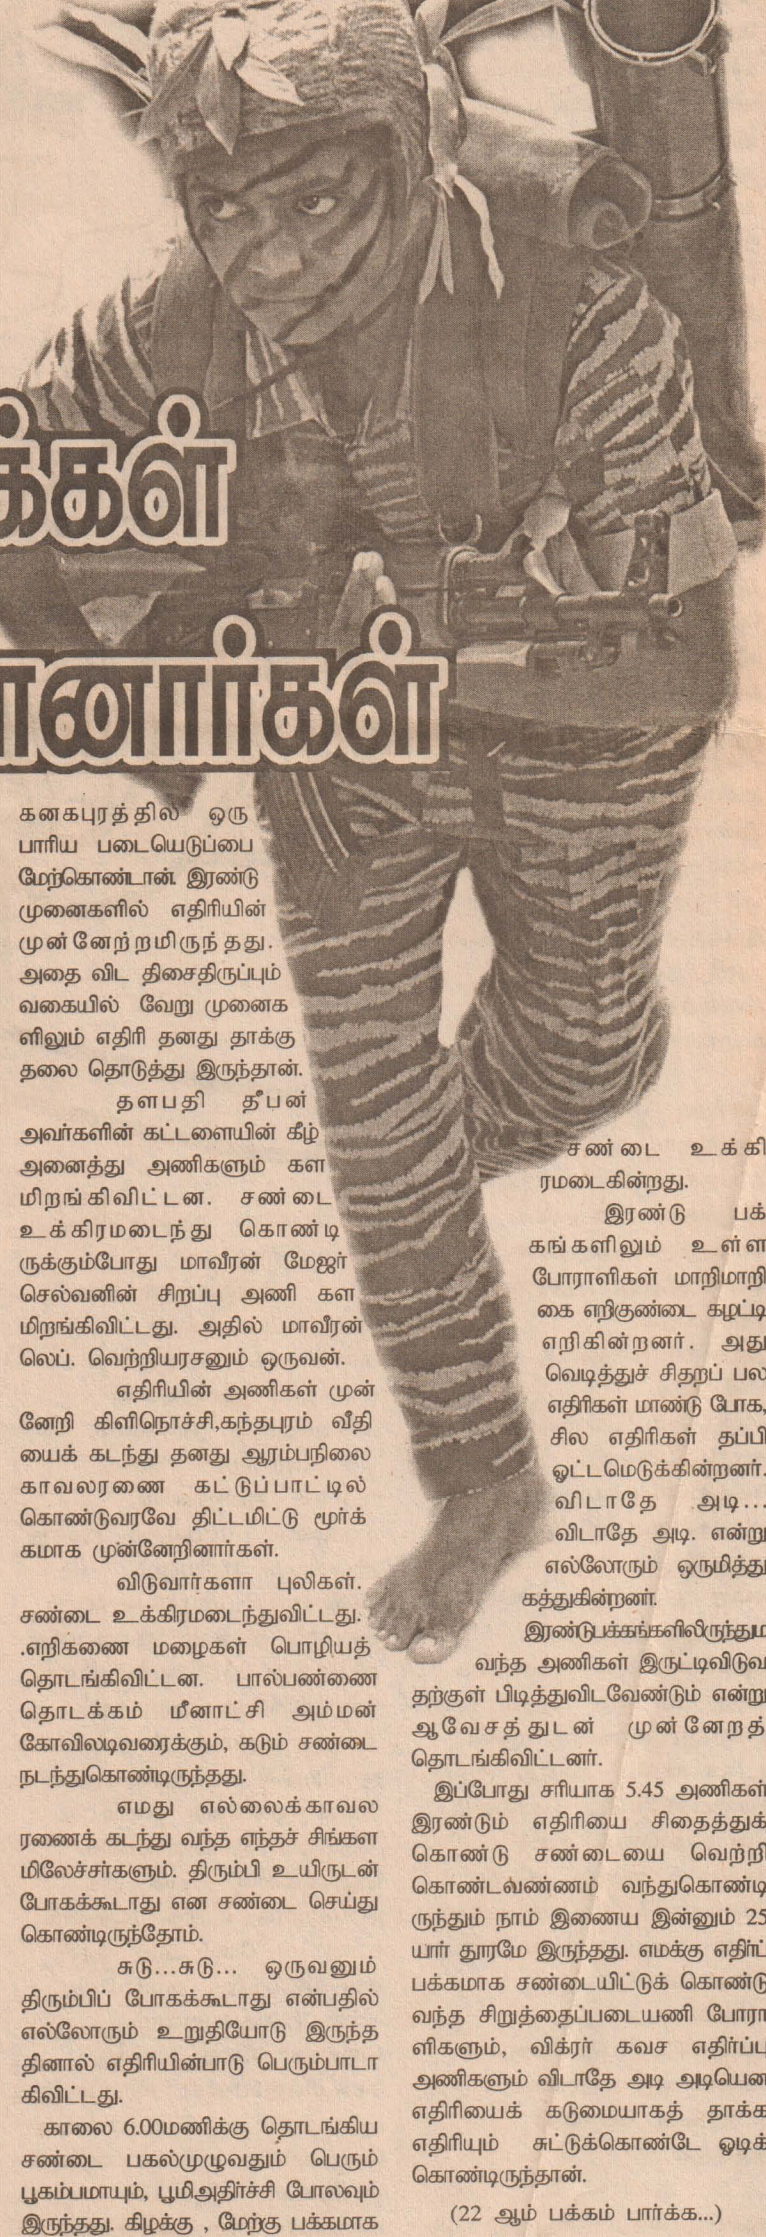 க்கள்
ானார்கள்
கனகபுரத்தில் ஒரு
பாரிய படையெடுப்பை
மேற்கொண்டான். இரண்டு
முனைகளில் எதிரியின்
முன்னேற்றமிருந்தது.
அதை விட திசைதிருப்பும்
வகையில் வேறு முனைக
ளிலும் எதிரி தனது தாக்கு
தலை தொடுத்து இருந்தான்.
தளபதி தீபன்
அவர்களின் கட்டளையின் கீழ்
அனைத்து அணிகளும் கள
மிறங்கிவிட்டன. சண்டை
உக்கிரமடைந்து கொண்டி
ருக்கும்போது மாவீரன் மேஜர்
செல்வனின் சிறப்பு அணி கள
மிறங்கிவிட்டது. அதில் மாவீரன்
லெப். வெற்றியரசனும் ஒருவன்.
எதிரியின் அணிகள் முன்
னேறி கிளிநொச்சி,கந்தபுரம் வீதி
யைக் கடந்து தனது ஆரம்பநிலை
காவலரணை கட்டுப்பாட்டில்
கொண்டுவரவே திட்டமிட்டு மூர்க்
கமாக முன்னேறினார்கள்.
விடுவார்களா புலிகள்.
சண்டை உக்கிரமடைந்துவிட்டது.
.எறிகணை மழைகள் பொழியத்
தொடங்கிவிட்டன. பால்பண்ணை
தொடக்கம் மீனாட்சி அம்மன்
கோவிலடிவரைக்கும், கடும் சண்டை
நடந்துகொண்டிருந்தது.
எமது எல்லைக்காவல
ரணைக் கடந்து வந்த எந்தச் சிங்கள
மிலேச்சர்களும். திரும்பி உயிருடன்
போகக்கூடாது என சண்டை செய்து
கொண்டிருந்தோம்.
சுடு...சுடு... ஒருவனும்
திரும்பிப் போகக்கூடாது என்பதில்
எல்லோரும் உறுதியோடு இருந்த
தினால் எதிரியின்பாடு பெரும்பாடா
கிவிட்டது.
காலை 6.00மணிக்கு தொடங்கிய
சண்டை பகல்முழுவதும் பெரும்
பூகம்பமாயும், பூமிஅதிர்ச்சி போலவும்
இருந்தது. கிழக்கு , மேற்கு பக்கமாக
சண்டை உக்கி
ரமடைகின்றது.
இரண்டு பக்
கங்களிலும் உள்ள
போராளிகள் மாறிமாறி
கை எறிகுண்டை கழட்டி
எறிகின்றனர். அது
வெடித்துச் சிதறப் பல
எதிரிகள் மாண்டு போக,
சில எதிரிகள் தப்பி
ஓட்டமெடுக்கின்றனர்.
விடாதே அடி...
விடாதே அடி. என்று
எல்லோரும் ஒருமித்து
கத்துகின்றனர்.
இரண்டுபக்கங்களிலிருந்தும
வந்த அணிகள் இருட்டிவிடுவ
தற்குள் பிடித்துவிடவேண்டும் என்று
ஆவேசத்துடன் முன்னேறத்
தொடங்கிவிட்டனர்.
இப்போது சரியாக 5.45 அணிகள்
இரண்டும் எதிரியை சிதைத்துக்
கொண்டு சண்டையை வெற்றி
கொண்டவண்ணம் வந்துகொண்டி
ருந்தும் நாம் இணைய இன்னும் 25
யார் தூரமே இருந்தது. எமக்கு எதிர்ப்
பக்கமாக சண்டையிட்டுக் கொண்டு
வந்த சிறுத்தைப்படையணி போரா
ளிகளும், விக்ரர் கவச எதிர்ப்பு
அணிகளும் விடாதே அடி அடியென
எதிரியைக் கடுமையாகத் தாக்க
எதிரியும் சுட்டுக்கொண்டே ஓடிக்
கொண்டிருந்தான்.
(22 ஆம் பக்கம் பார்க்க...)